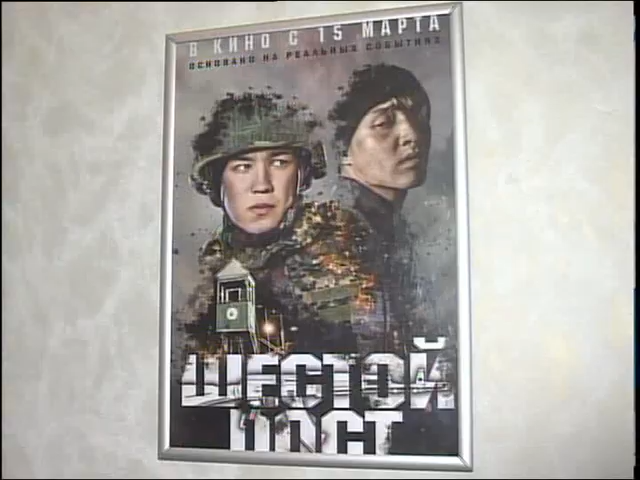 В КИНО С 15 МАРТА
ОСНОВАНО НА РЕАЛЬНЫХ СОБЫТИЯХ
ШЕСТОЙ
ПОСТ